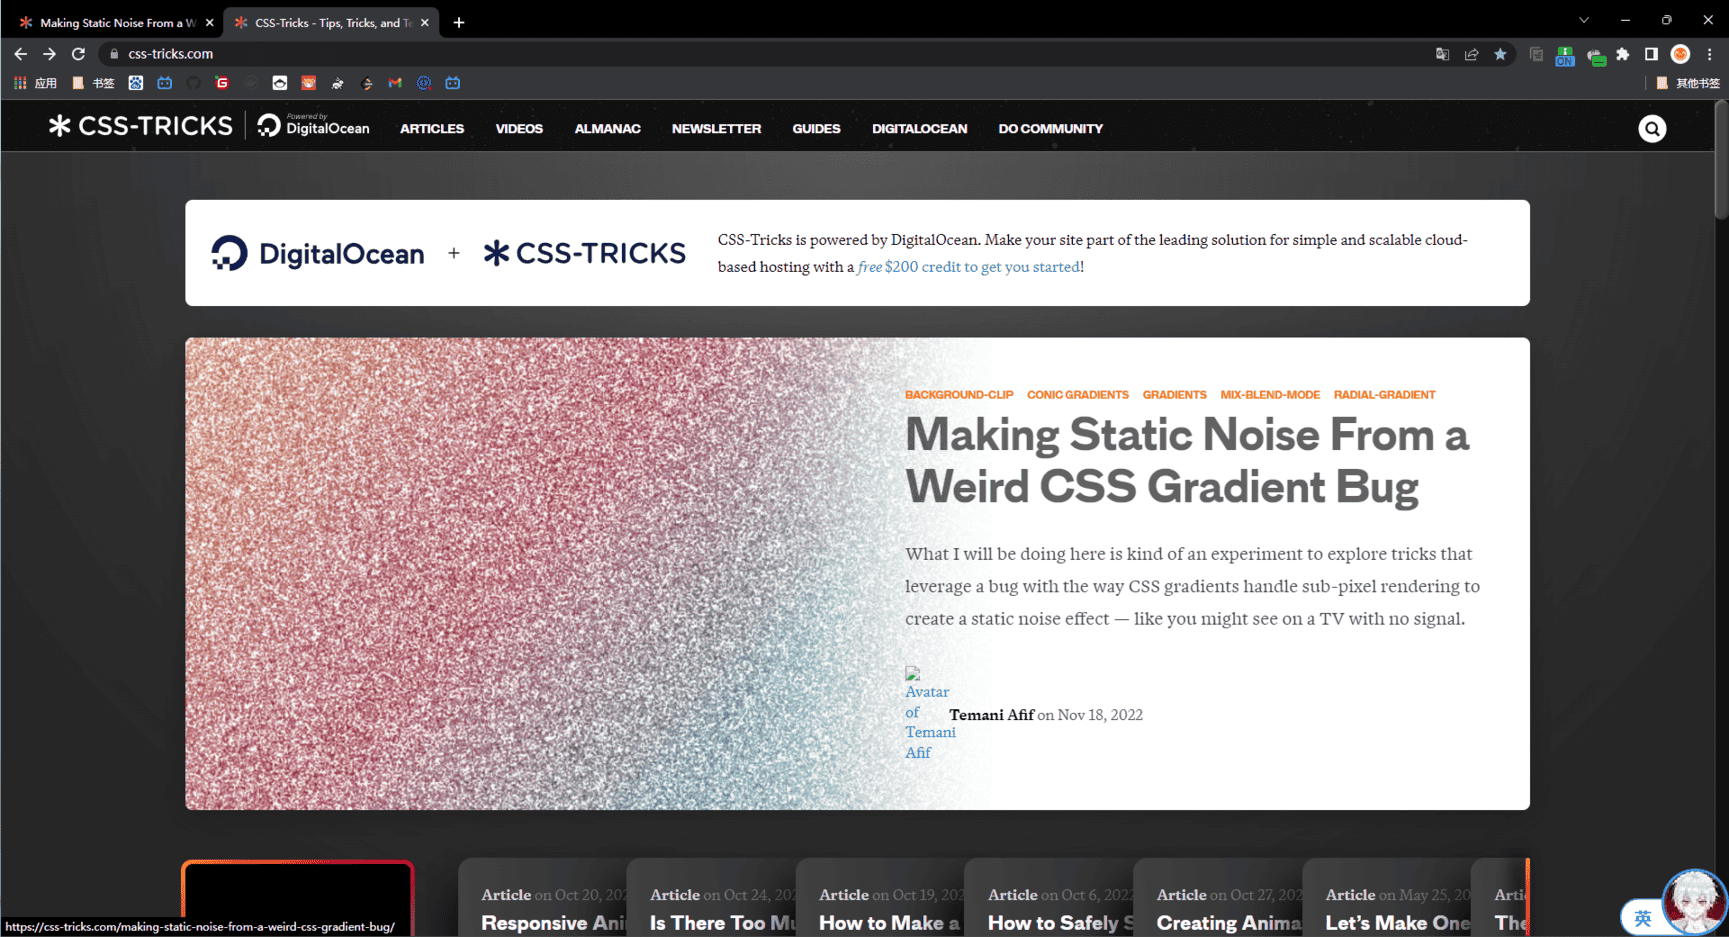 Making Static Noise From a W
CSS-Tricks - Tips, Tricks, and Te
css-tricks.com
ON
应用
书签
其他书签
CSS-TRICKS
Powered by
DigitalOcean
ARTICLES
VIDEOS
ALMANAC
NEWSLETTER
GUIDES
DIGITALOCEAN
DO COMMUNITY
DigitalOcean + CSS-TRICKS
CSS-Tricks is powered by DigitalOcean. Make your site part of the leading solution for simple and scalable cloud-
based hosting with a free $200 credit to get you started!
BACKGROUND-CLIP CONIC GRADIENTS GRADIENTS MIX-BLEND-MODE RADIAL-GRADIENT
Making Static Noise From a
Weird CSS Gradient Bug
What I will be doing here is kind of an experiment to explore tricks that
leverage a bug with the way CSS gradients handle sub-pixel rendering to
create a static noise effect — like you might see on a TV with no signal.
Avatar
of
Temani
Afif
Temani Afif on Nov 18, 2022
Article on Oct 20, 202
Responsive Ani
Article on Oct 24, 202
Is There Too Mu
Article on Oct 19, 202
How to Make a
Article on Oct 6, 2022
How to Safely S
Article on Oct 27, 202
Creating Anima
Article on May 25, 20
Let's Make One
Arti
The
https://css-tricks.com/making-static-noise-from-a-weird-css-gradient-bug/
英